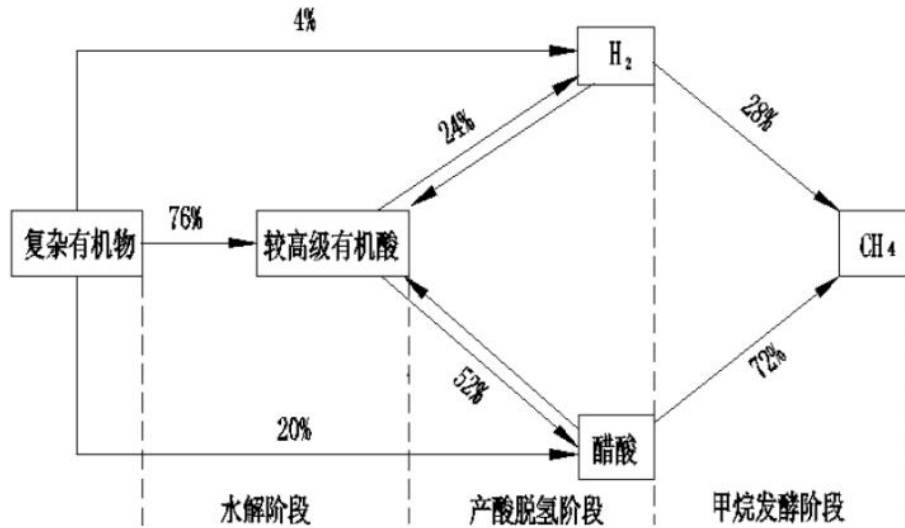 4%
H₂
24%
28%
复杂有机物
76%
较高级有机酸
CH₄
52%
72%
20%
醋酸
水解阶段
产酸脱氢阶段
甲烷发酵阶段